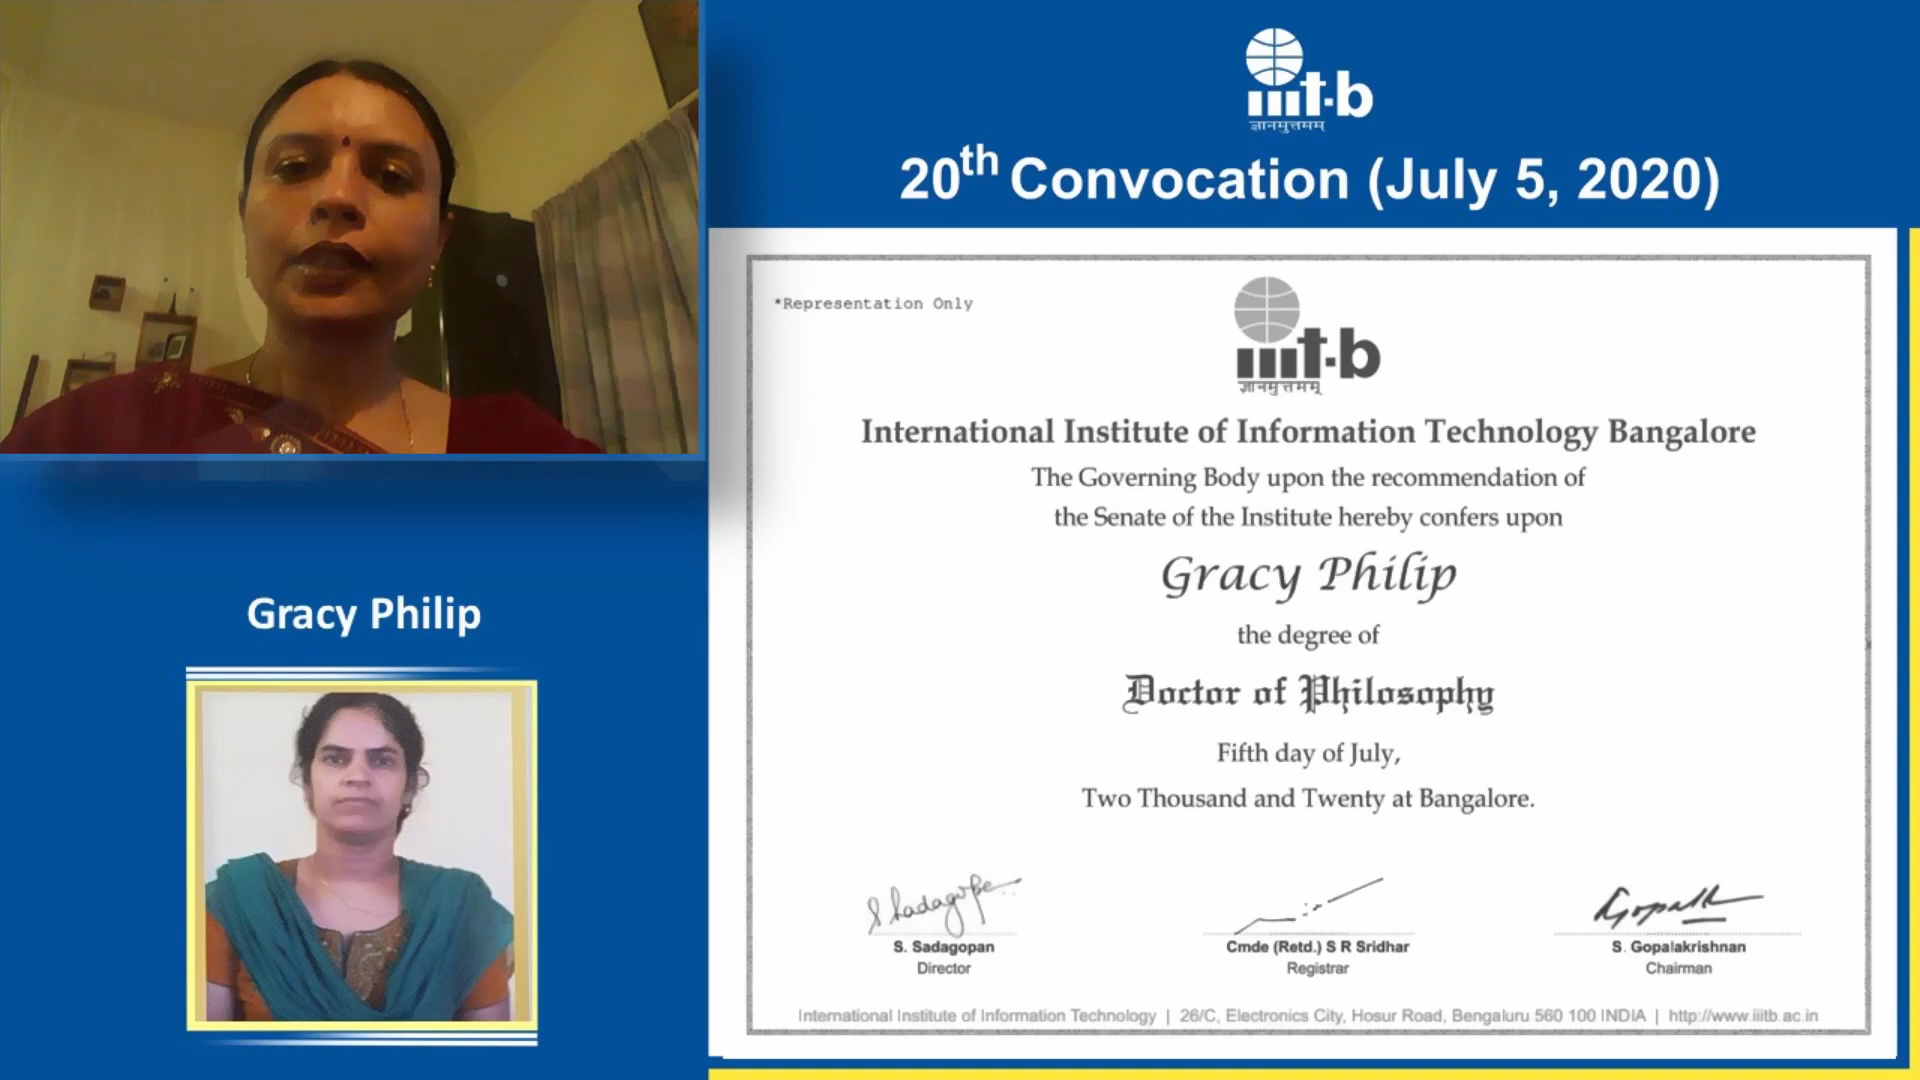 iiit-b
ज्ञानमुत्तमम्
20th Convocation (July 5, 2020)
*Representation Only
iiit-b
ज्ञानमुत्तमम्
International Institute of Information Technology Bangalore
The Governing Body upon the recommendation of
the Senate of the Institute hereby confers upon
Gracy Philip
the degree of
Doctor of Philosophy
Fifth day of July,
Two Thousand and Twenty at Bangalore.
S Sadagopan
S. Sadagopan
Director
Cmde (Retd.) S R Sridhar
Registrar
Gopalk
S. Gopalakrishnan
Chairman
International Institute of Information Technology | 26/C, Electronics City, Hosur Road, Bengaluru 560 100 INDIA | http://www.iiitb.ac.in
Gracy Philip